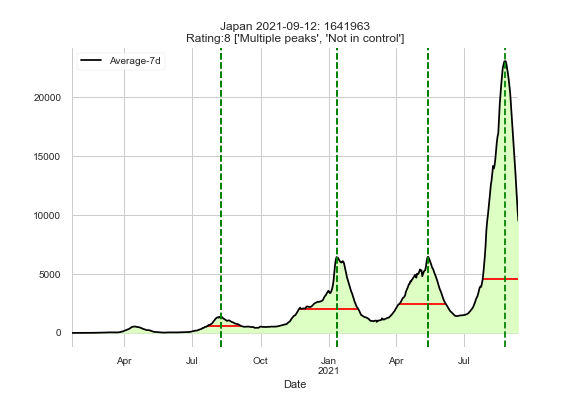 Japan 2021-09-12: 1641963
Rating:8 ['Multiple peaks', 'Not in control']
Average-7d
20000
15000
10000
5000
0
Apr Jul Oct Jan Apr Jul
2021
Date